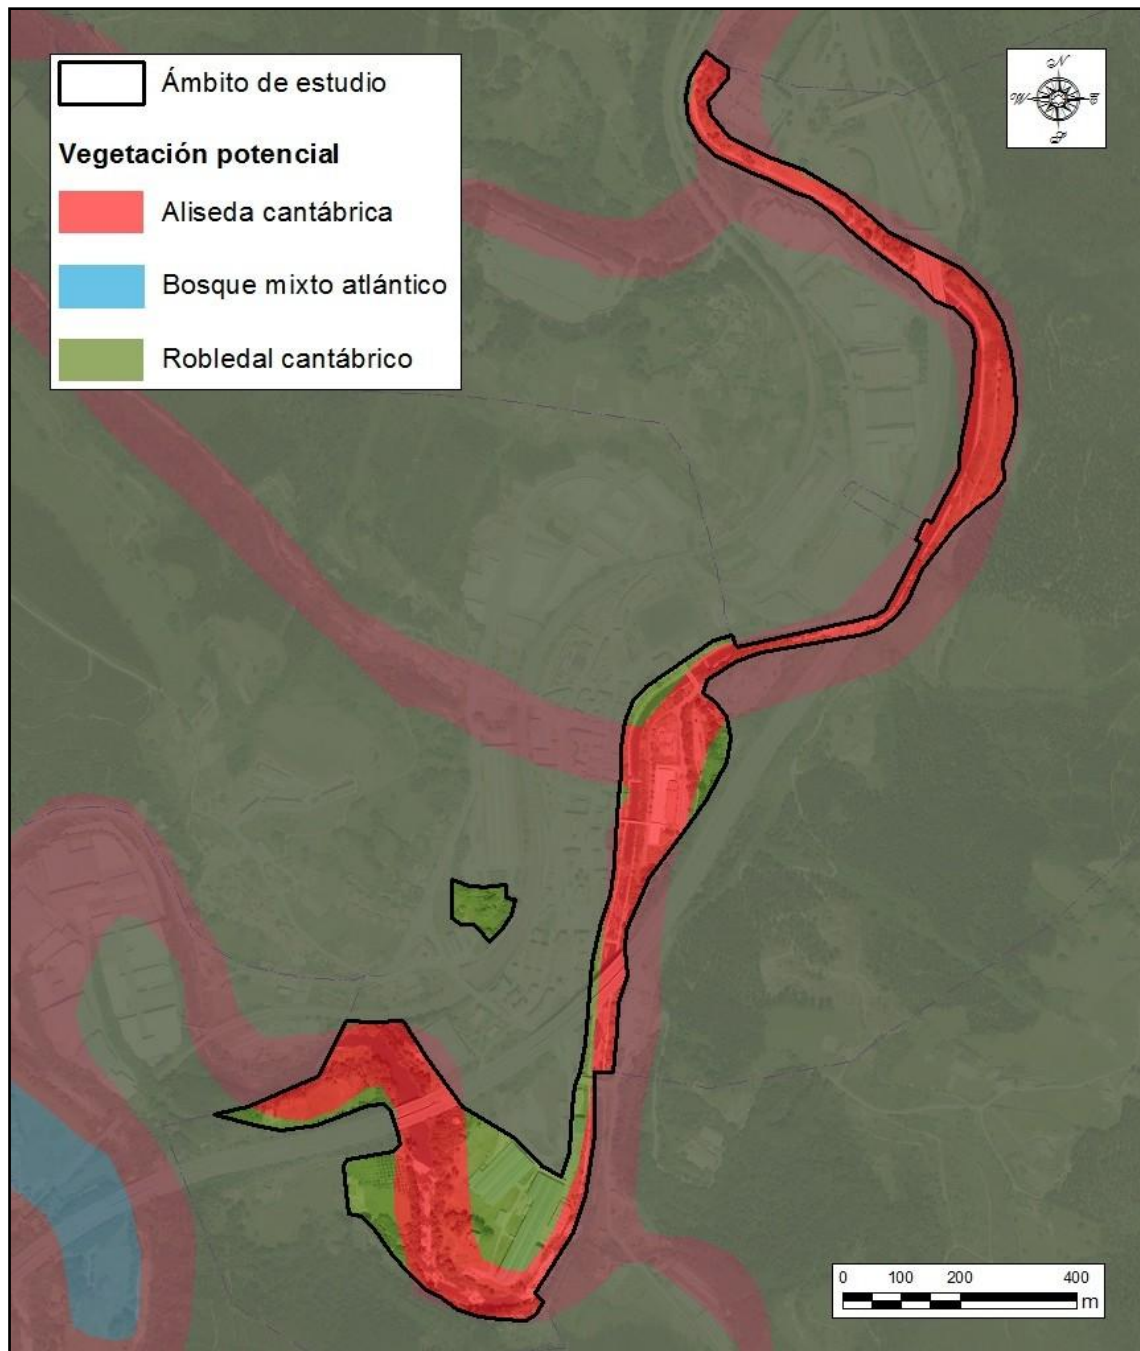 Ámbito de estudio
Vegetación potencial
Aliseda cantábrica
Bosque mixto atlántico
Robledal cantábrico
N
W E
S
0 100 200 400
m